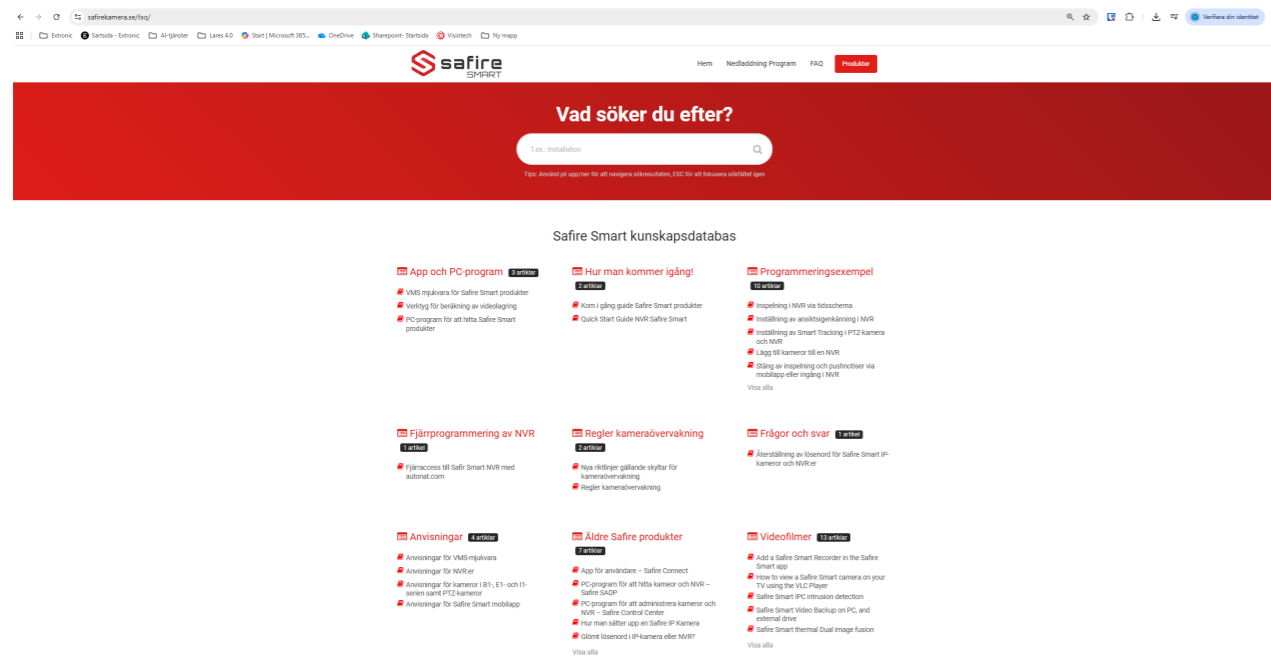 safirekamera.se/faq/
Verifiera din identitet
Extronic
Sartsida - Extronic
AI-tjänster
Lares 4.0
Start | Microsoft 365...
OneDrive
Sharepoint- Startsida
Visiotech
Ny mapp
safire
SMART
Hem
Nedladdning Program
FAQ
Produkter
Vad söker du efter?
T.ex.: Installation
Tips: Använd pil upp/ner för att navigera sökresultaten, ESC för att fokusera sökfältet igen
Safire Smart kunskapsdatabas
App och PC-program 3 artiklar
VMS mjukvara för Safire Smart produkter
Verktyg för beräkning av videolagring
PC-program för att hitta Safire Smart
produkter
Hur man kommer igång!
2 artiklar
Kom i gång guide Safire Smart produkter
Quick Start Guide NVR Safire Smart
Programmeringsexempel
10 artiklar
Inspelning i NVR via tidsschema
Inställning av ansiktsigenkänning i NVR
Inställning av Smart Tracking i PTZ-kamera
och NVR
Lägg till kameror till en NVR
Stäng av inspelning och pushnotiser via
mobilapp eller ingång i NVR
Visa alla
Fjärrprogrammering av NVR
1 artikel
Fjärraccess till Safir Smart NVR med
autonat.com
Regler kameraövervakning
2 artiklar
Nya riktlinjer gällande skyltar för
kameraövervakning
Regler kameraövervakning
Frågor och svar 1 artikel
Återställning av lösenord för Safire Smart IP-
kameror och NVR:er
Anvisningar 4 artiklar
Anvisningar för VMS-mjukvara
Anvisningar för NVR:er
Anvisningar för kameror i B1-, E1- och I1-
serien samt PTZ-kameror
Anvisningar för Safire Smart mobilapp
Äldre Safire produkter
7 artiklar
App för användare – Safire Connect
PC-program för att hitta kameor och NVR –
Safire SADP
PC-program för att administrera kameror och
NVR – Safire Control Center
Hur man sätter upp en Safire IP Kamera
Glömt lösenord i IP-kamera eller NVR?
Visa alla
Videofilmer 13 artiklar
Add a Safire Smart Recorder in the Safire
Smart app
How to view a Safire Smart camera on your
TV using the VLC Player
Safire Smart IPC intrusion detection
Safire Smart Video Backup on PC, and
external drive
Safire Smart thermal Dual image fusion
Visa alla